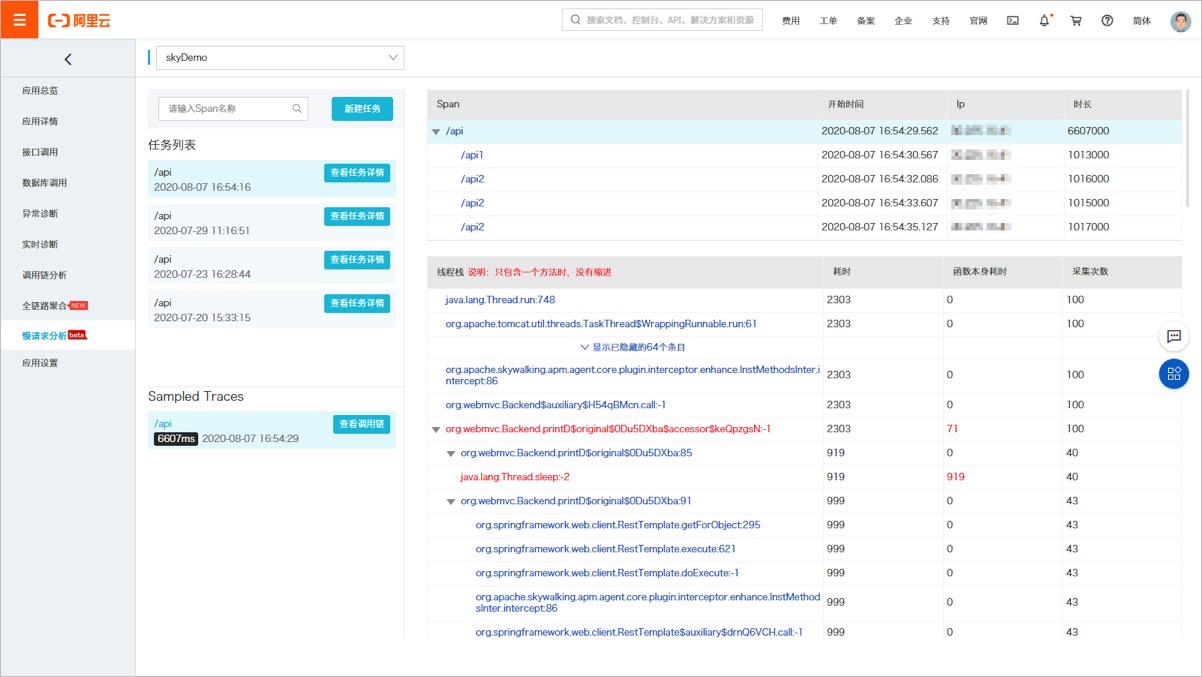 阿里云
搜索文档、控制台、API、解决方案和资源
费用 工单 备案 企业 支持 官网 简体
skyDemo
应用总览
应用详情
接口调用
数据库调用
异常诊断
实时诊断
调用链分析
全链路聚合 NEW
慢请求分析 beta
应用设置
请输入Span名称 新建任务
任务列表
/api 查看任务详情
2020-08-07 16:54:16
/api 查看任务详情
2020-07-29 11:16:51
/api 查看任务详情
2020-07-23 16:28:44
/api 查看任务详情
2020-07-20 15:33:15
Sampled Traces
/api 查看调用链
6607ms 2020-08-07 16:54:29
Span 开始时间 Ip 时长
/api 2020-08-07 16:54:29.562 6607000
/api1 2020-08-07 16:54:30.567 1013000
/api2 2020-08-07 16:54:32.086 1016000
/api2 2020-08-07 16:54:33.607 1015000
/api2 2020-08-07 16:54:35.127 1017000
线程栈 说明：只包含一个方法时，没有缩进 耗时 函数本身耗时 采集次数
java.lang.Thread.run:748 2303 0 100
org.apache.tomcat.util.threads.TaskThread$WrappingRunnable.run:61 2303 0 100
显示已隐藏的64个条目
org.apache.skywalking.apm.agent.core.plugin.interceptor.enhance.InstMethodsInter.i
ntercept:86 2303 0 100
org.webmvc.Backend$auxiliary$H54qBMcn.call:-1 2303 0 100
org.webmvc.Backend.printD$original$0Du5DXba$accessor$keQpzgsN:-1 2303 71 100
org.webmvc.Backend.printD$original$0Du5DXba:85 919 0 40
java.lang.Thread.sleep:-2 919 919 40
org.webmvc.Backend.printD$original$0Du5DXba:91 999 0 43
org.springframework.web.client.RestTemplate.getForObject:295 999 0 43
org.springframework.web.client.RestTemplate.execute:621 999 0 43
org.springframework.web.client.RestTemplate.doExecute:-1 999 0 43
org.apache.skywalking.apm.agent.core.plugin.interceptor.enhance.InstMethod
sInter.intercept:86 999 0 43
org.springframework.web.client.RestTemplate$auxiliary$drnQ6VCH.call:-1 999 0 43